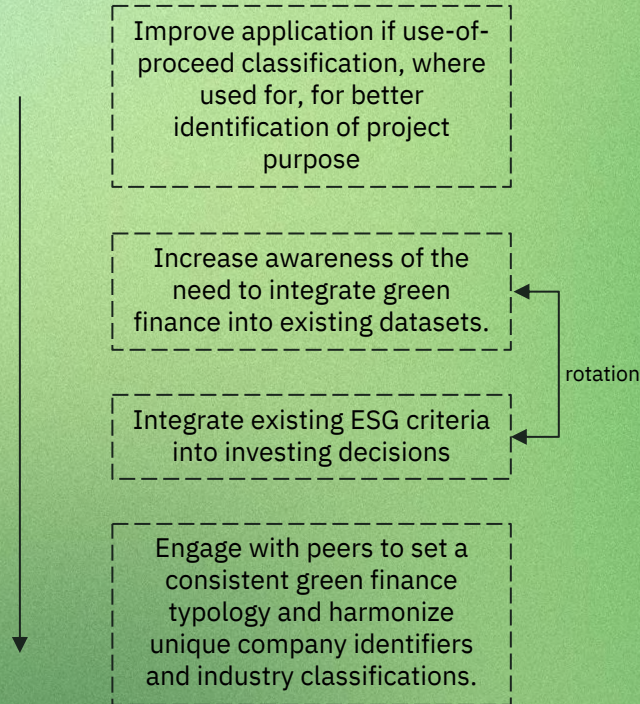 Improve application if use-of-
proceed classification, where
used for, for better
identification of project
purpose
Increase awareness of the
need to integrate green
finance into existing datasets.
rotation
Integrate existing ESG criteria
into investing decisions
Engage with peers to set a
consistent green finance
typology and harmonize
unique company identifiers
and industry classifications.